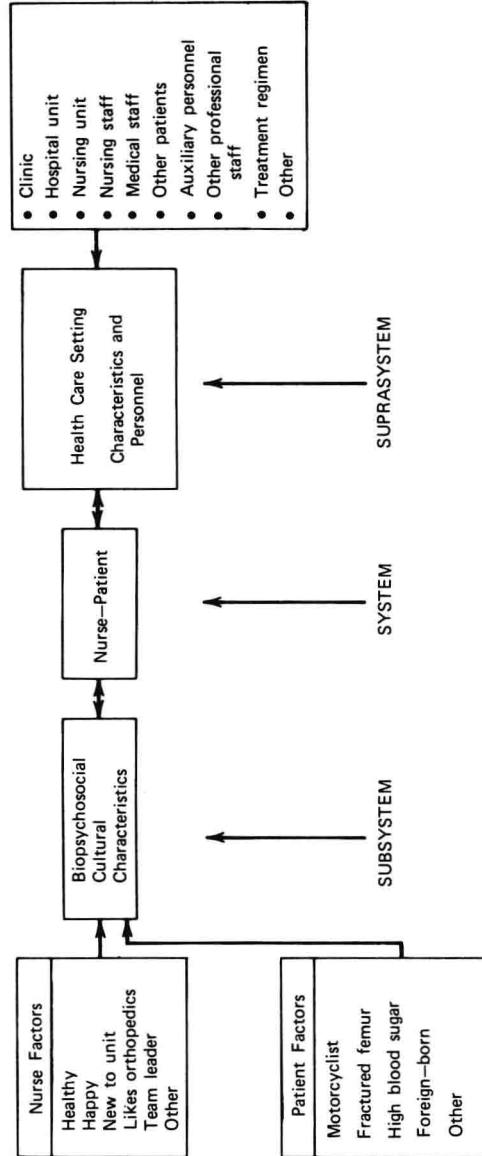 Nurse Factors
Healthy
Happy
New to unit
Likes orthopedics
Team leader
Other
Patient Factors
Motorcyclist
Fractured femur
High blood sugar
Foreign—born
Other
Biopsychosocial
Cultural
Characteristics
SUBSYSTEM
Nurse—Patient
SYSTEM
Health Care Setting
Characteristics and
Personnel
SUPRASYSTEM
• Clinic
• Hospital unit
• Nursing unit
• Nursing staff
• Medical staff
• Other patients
• Auxiliary personnel
• Other professional
staff
• Treatment regimen
• Other